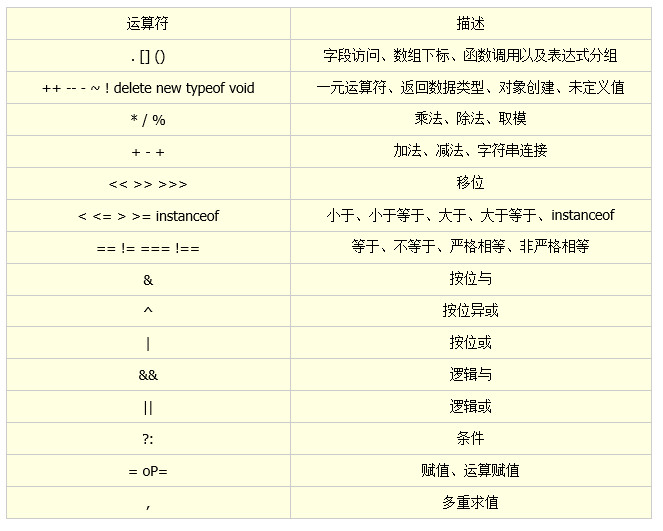 运算符 描述
. [] () 字段访问、数组下标、函数调用以及表达式分组
++ -- - ~ ! delete new typeof void 一元运算符、返回数据类型、对象创建、未定义值
* / % 乘法、除法、取模
+ - + 加法、减法、字符串连接
<< >> >>> 移位
< <= > >= instanceof 小于、小于等于、大于、大于等于、instanceof
== != === !== 等于、不等于、严格相等、非严格相等
& 按位与
^ 按位异或
| 按位或
&& 逻辑与
|| 逻辑或
?: 条件
= oP= 赋值、运算赋值
, 多重求值